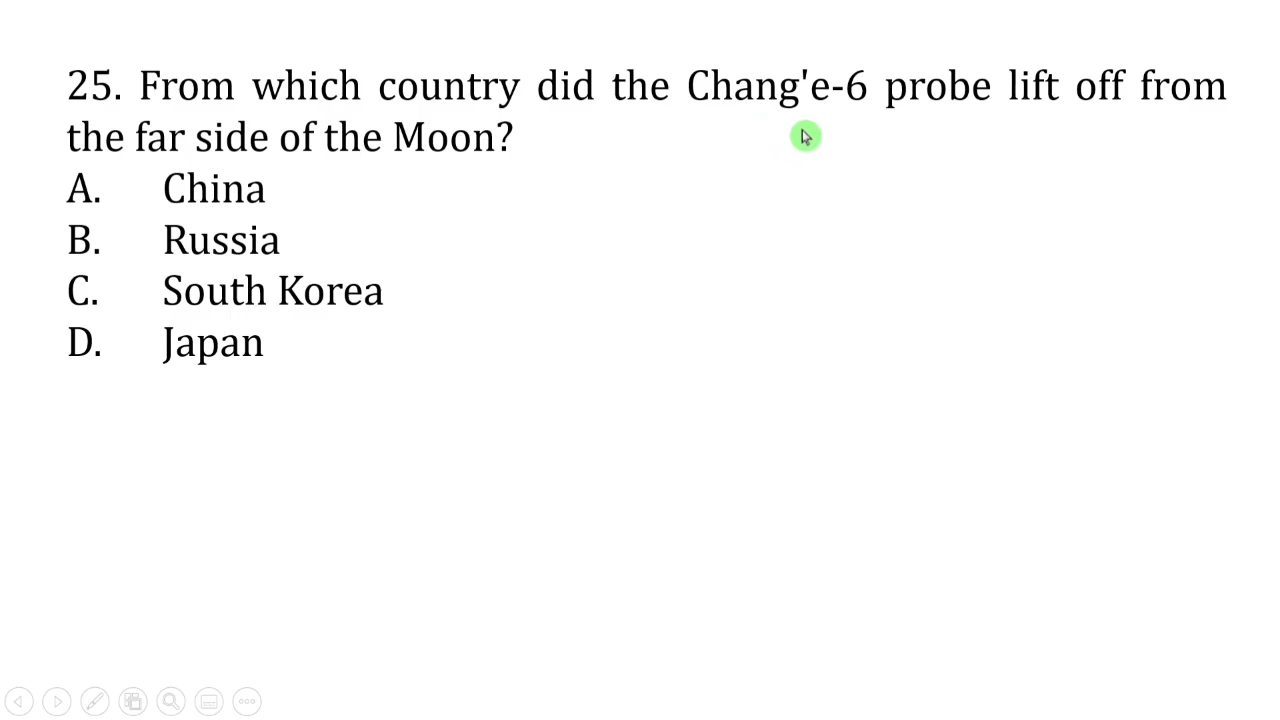 25. From which country did the Chang'e-6 probe lift off from
the far side of the Moon?
A. China
B. Russia
C. South Korea
D. Japan